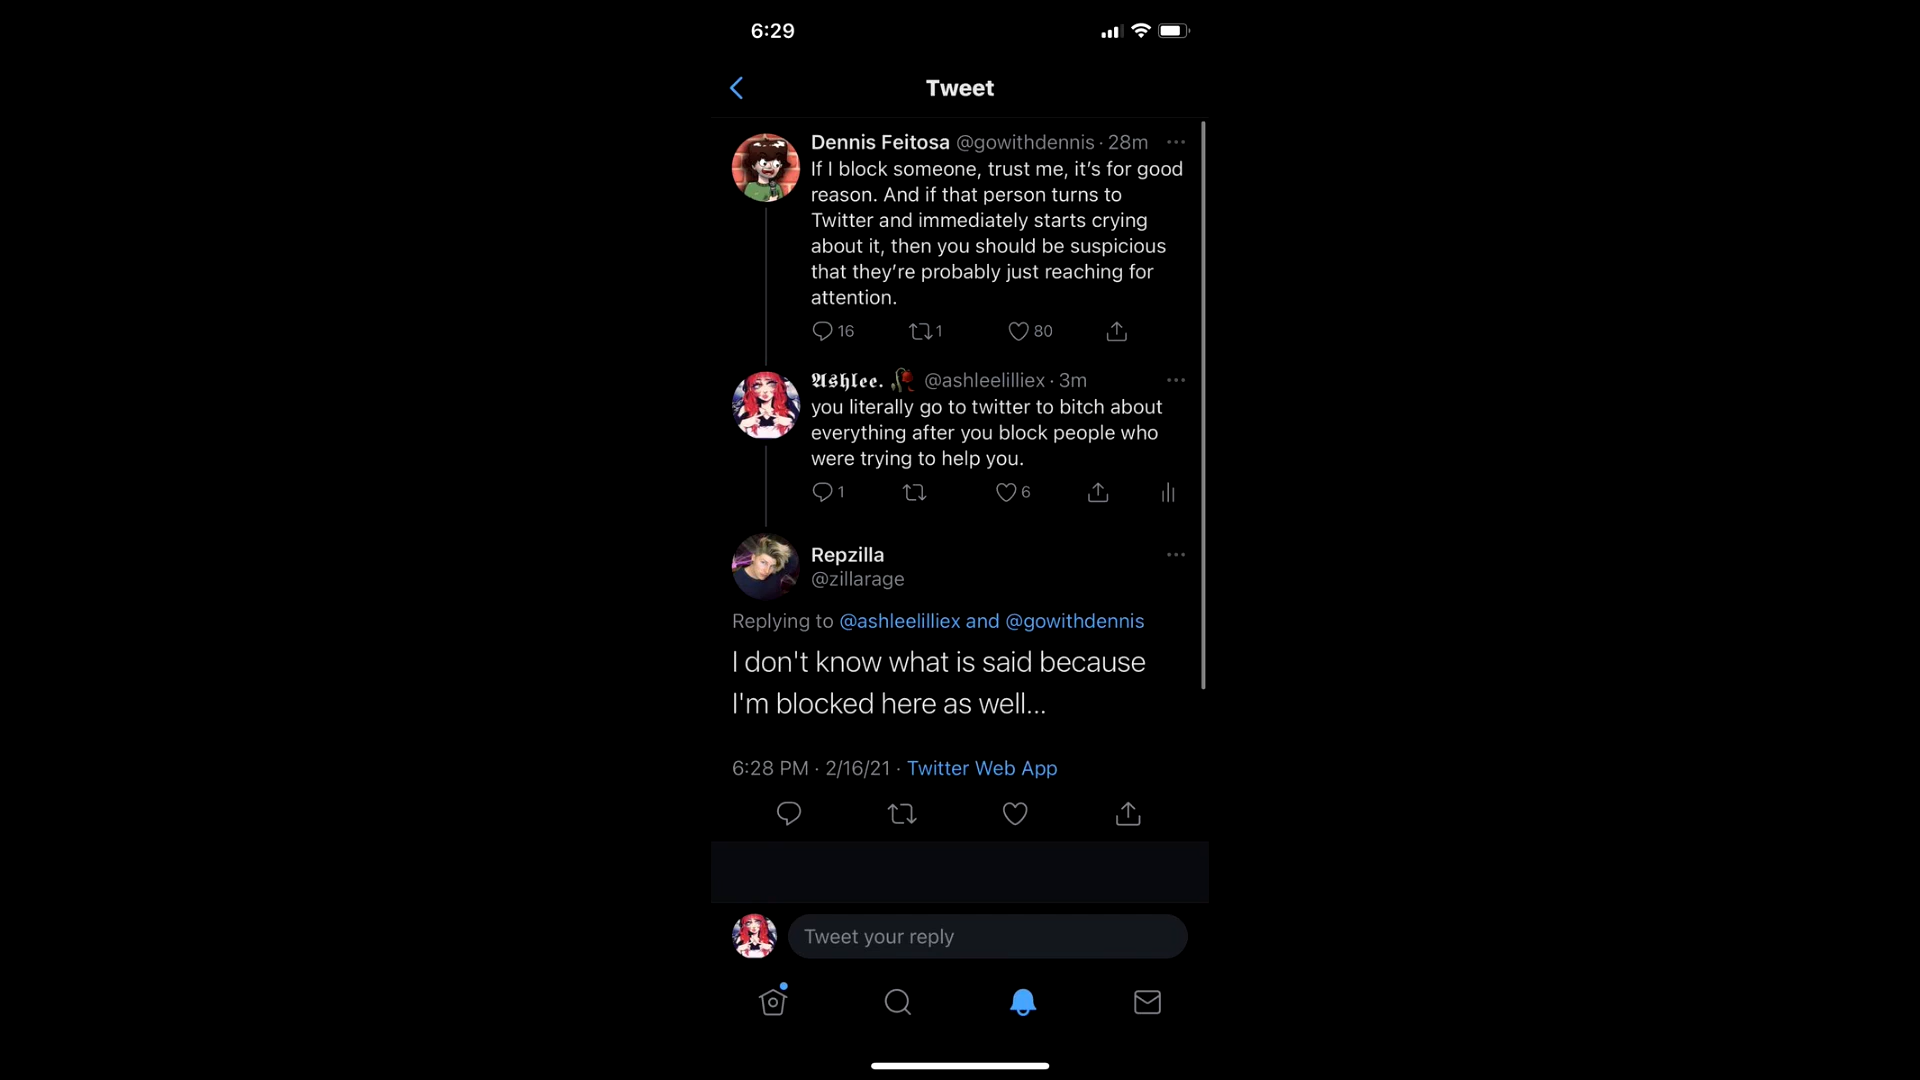 6:29
Tweet
Dennis Feitosa @gowithdennis · 28m
If I block someone, trust me, it’s for good
reason. And if that person turns to
Twitter and immediately starts crying
about it, then you should be suspicious
that they’re probably just reaching for
attention.
16 1 80
𝕬𝖘𝖍𝖑𝖊𝖊. 🥀 @ashleelilliex · 3m
you literally go to twitter to bitch about
everything after you block people who
were trying to help you.
1 6
Repzilla
@zillarage
Replying to @ashleelilliex and @gowithdennis
I don't know what is said because
I'm blocked here as well...
6:28 PM · 2/16/21 · Twitter Web App
Tweet your reply